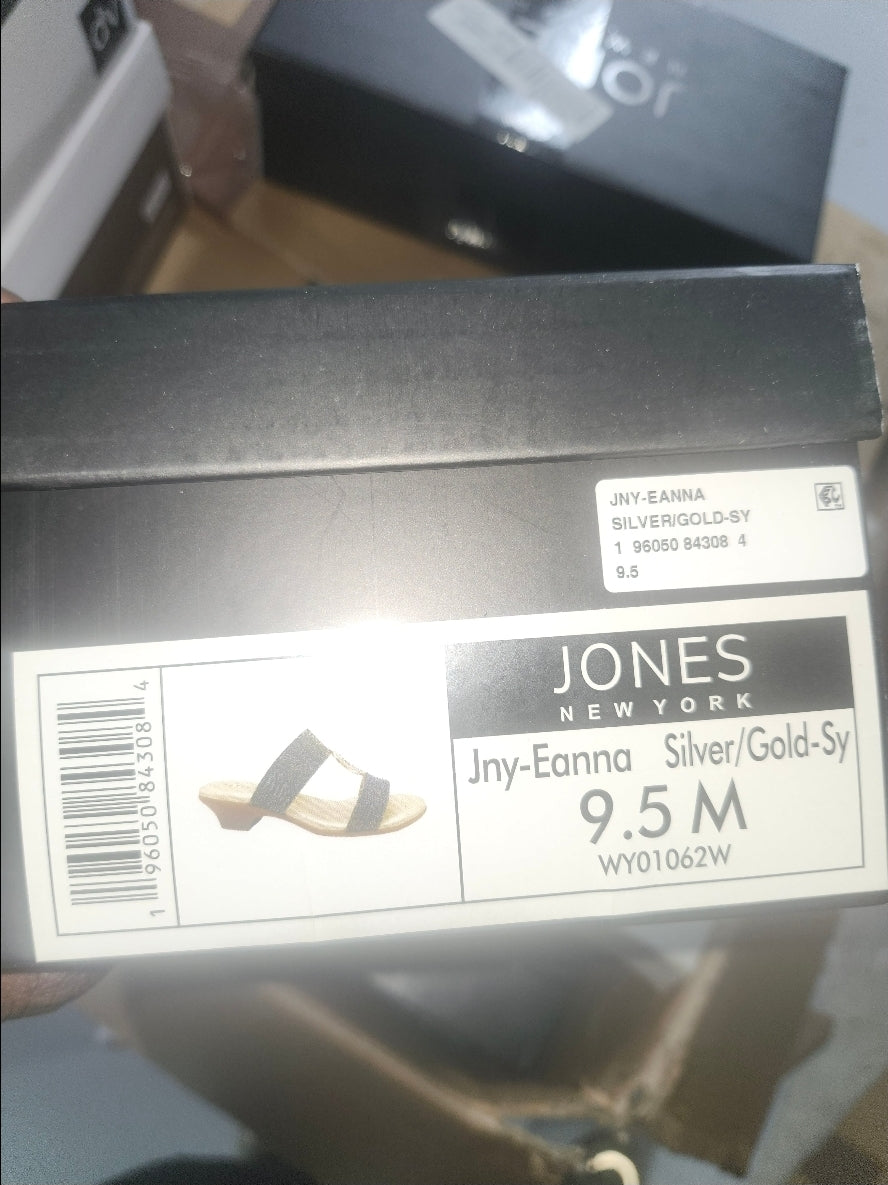 JNY-EANNA
SILVER/GOLD-SY
1 96050 84308 4
9.5
JONES
NEW YORK
Jny-Eanna Silver/Gold-Sy
9.5 M
WY01062W
1 96050 84308 4